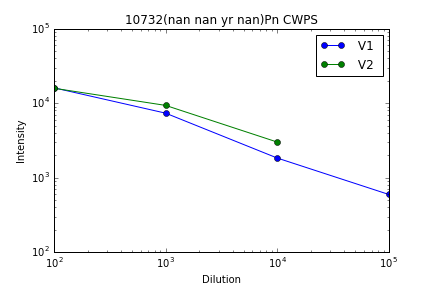 10732(nan nan yr nan)Pn CWPS
10^5
10^4
10^3
10^2
Intensity
V1
V2
10^2 10^3 10^4 10^5
Dilution